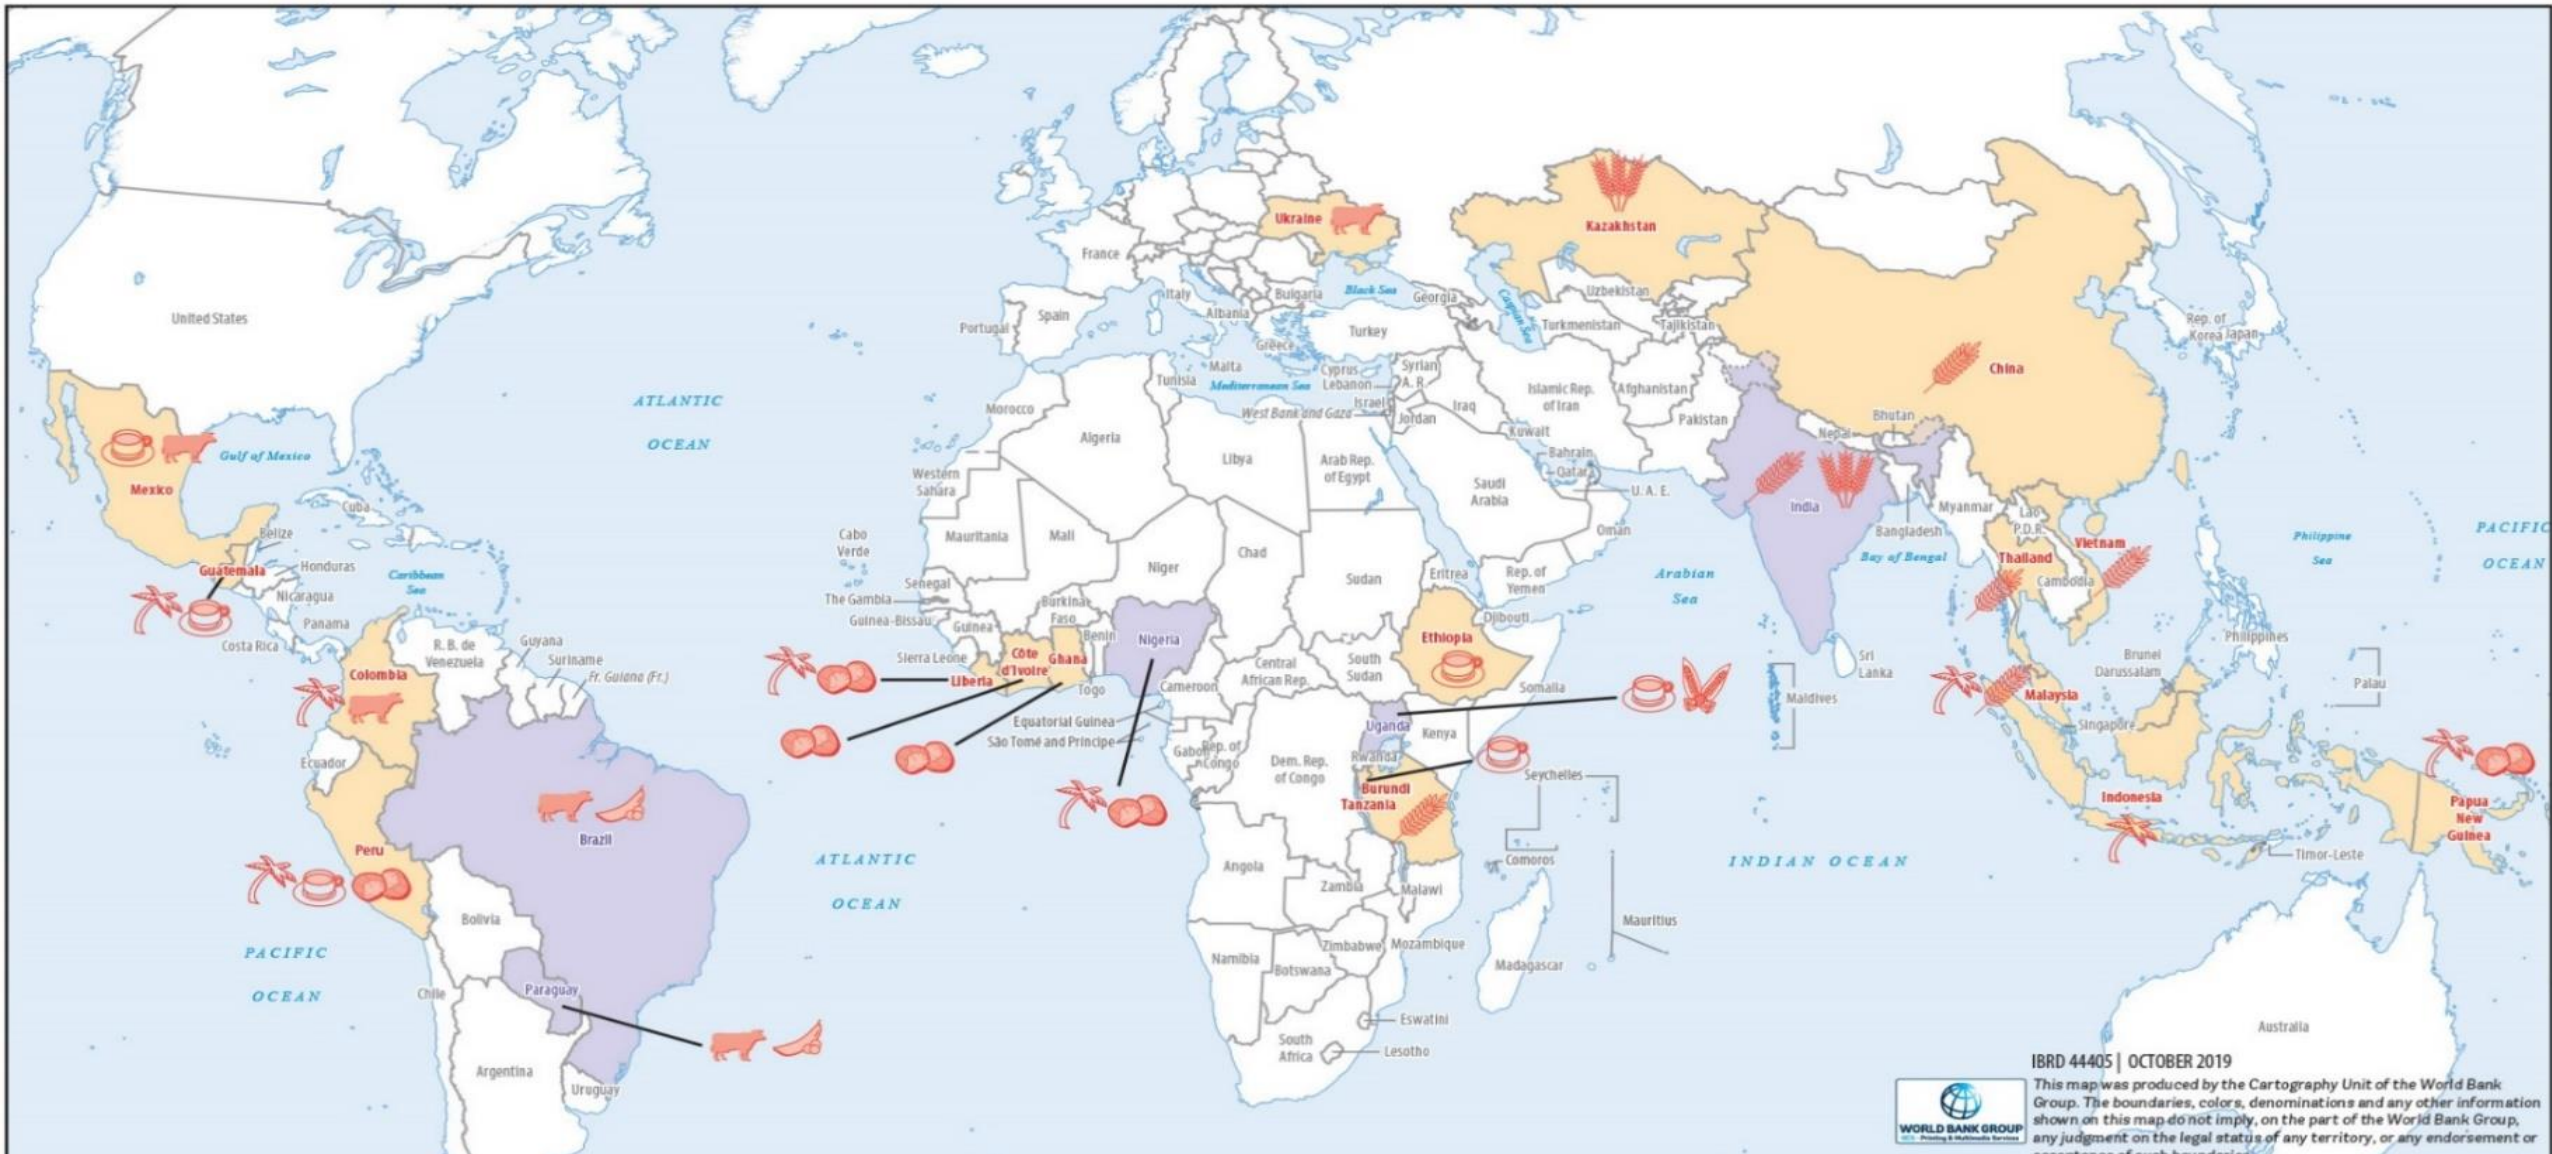 United States
Mexico
Gulf of Mexico
Cuba
Belize
Guatemala
Honduras
Nicaragua
Caribbean
Sea
Panama
Costa Rica
R. B. de
Venezuela
Guyana
Suriname
Fr. Guiana (Fr.)
Colombia
Ecuador
Peru
Brazil
Bolivia
Paraguay
Chile
Argentina
Uruguay
PACIFIC
OCEAN
ATLANTIC
OCEAN
ATLANTIC
OCEAN
France
Portugal
Spain
Italy
Albania
Bulgaria
Greece
Malta
Mediterranean Sea
Ukraine
Black Sea
Georgia
Turkey
Cyprus
Lebanon
Syrian
A. R.
Israel
West Bank and Gaza
Jordan
Iraq
Kuwait
Bahrain
Qatar
U. A. E.
Saudi
Arabia
Oman
Rep. of
Yemen
Islamic Rep.
of Iran
Caspian Sea
Kazakhstan
Uzbekistan
Turkmenistan
Tajikistan
Afghanistan
Pakistan
Morocco
Algeria
Tunisia
Libya
Arab Rep.
of Egypt
Western
Sahara
Mauritania
Mali
Niger
Chad
Sudan
Eritrea
Djibouti
Ethiopia
Somalia
Cabo
Verde
Senegal
The Gambia
Guinea-Bissau
Guinea
Sierra Leone
Liberia
Côte
d'Ivoire
Burkina
Faso
Ghana
Togo
Benin
Nigeria
Cameroon
Equatorial Guinea
São Tomé and Príncipe
Gabon
Rep. of
Congo
Central
African Rep.
South
Sudan
Dem. Rep.
of Congo
Uganda
Kenya
Rwanda
Burundi
Tanzania
Seychelles
Comoros
Angola
Zambia
Malawi
Mozambique
Zimbabwe
Namibia
Botswana
South
Africa
Eswatini
Lesotho
Madagascar
Mauritius
China
Nepal
Bhutan
India
Bangladesh
Myanmar
Lao
P.D.R.
Thailand
Vietnam
Cambodia
Arabian
Sea
Bay of Bengal
Sri
Lanka
Maldives
INDIAN OCEAN
Rep. of
Korea
Japan
Philippine
Sea
PACIFIC
OCEAN
Philippines
Brunei
Darussalam
Palau
Malaysia
Singapore
Indonesia
Timor-Leste
Papua
New
Guinea
Australia
IBRD 44405 | OCTOBER 2019
This map was produced by the Cartography Unit of the World Bank
Group. The boundaries, colors, denominations and any other information
shown on this map do not imply, on the part of the World Bank Group,
any judgment on the legal status of any territory, or any endorsement or
WORLD BANK GROUP
Printing & Multimedia Services